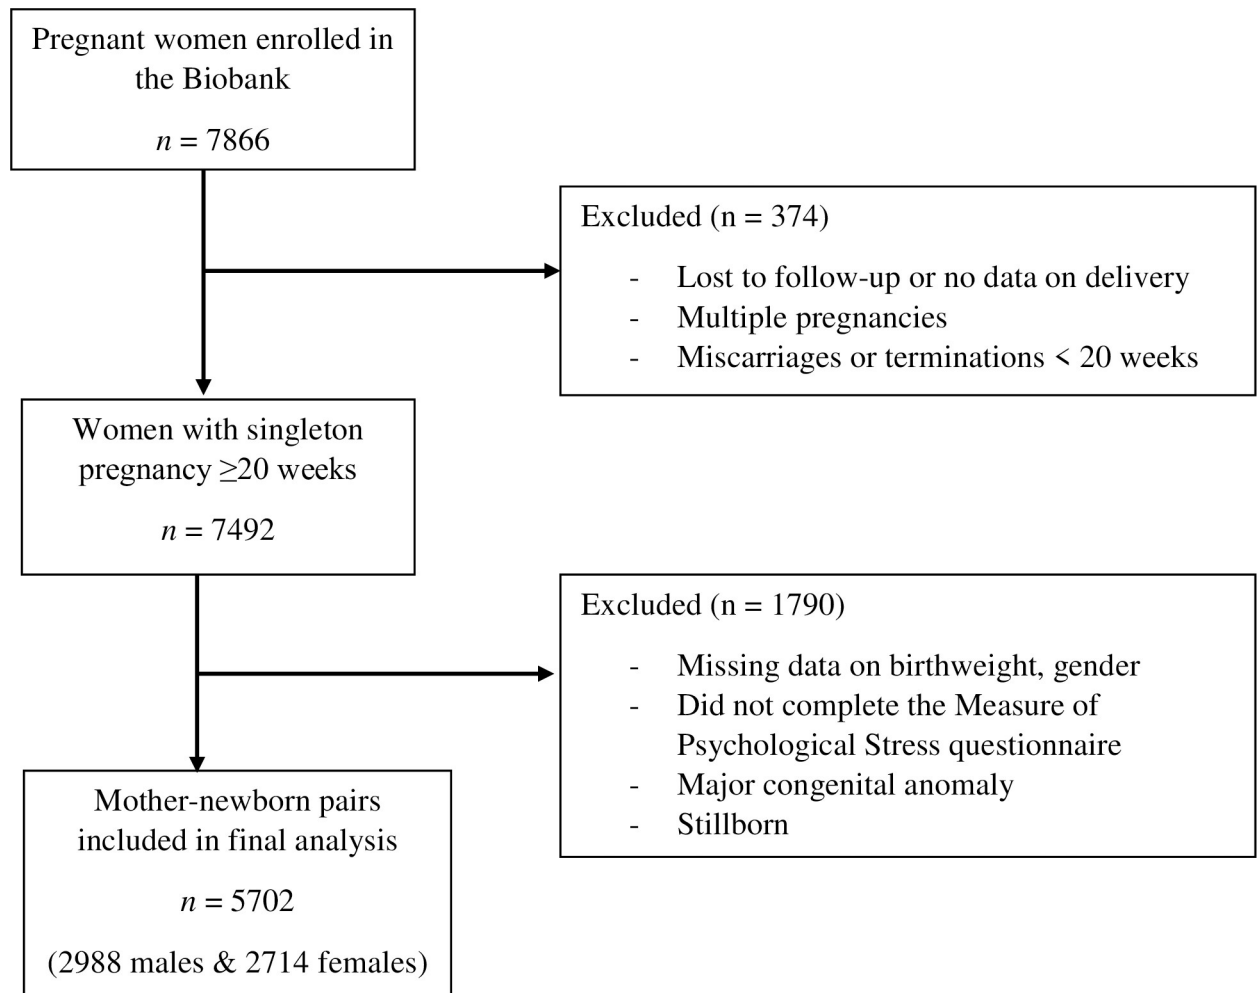 Pregnant women enrolled in
the Biobank
n = 7866
Excluded (n = 374)
- Lost to follow-up or no data on delivery
- Multiple pregnancies
- Miscarriages or terminations < 20 weeks
Women with singleton
pregnancy ≥20 weeks
n = 7492
Excluded (n = 1790)
- Missing data on birthweight, gender
- Did not complete the Measure of
Psychological Stress questionnaire
- Major congenital anomaly
- Stillborn
Mother-newborn pairs
included in final analysis
n = 5702
(2988 males & 2714 females)